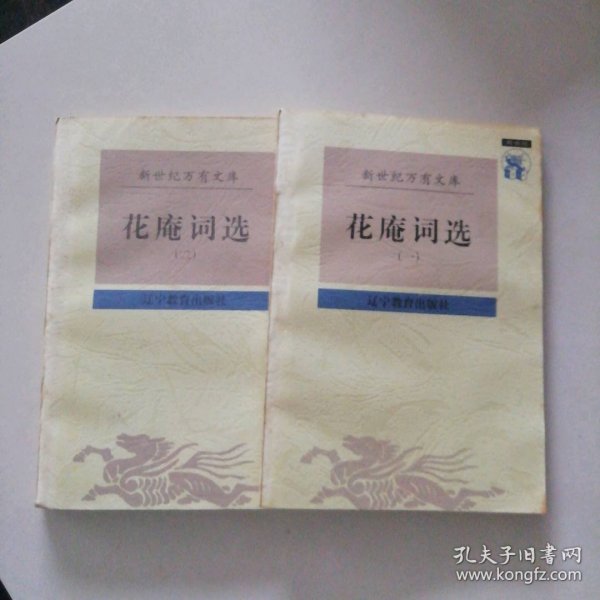 新世纪万有文库
花庵词选
(二)
辽宁教育出版社
新世纪万有文库
花庵词选
(一)
辽宁教育出版社
孔夫子旧书网
www.kongfz.com